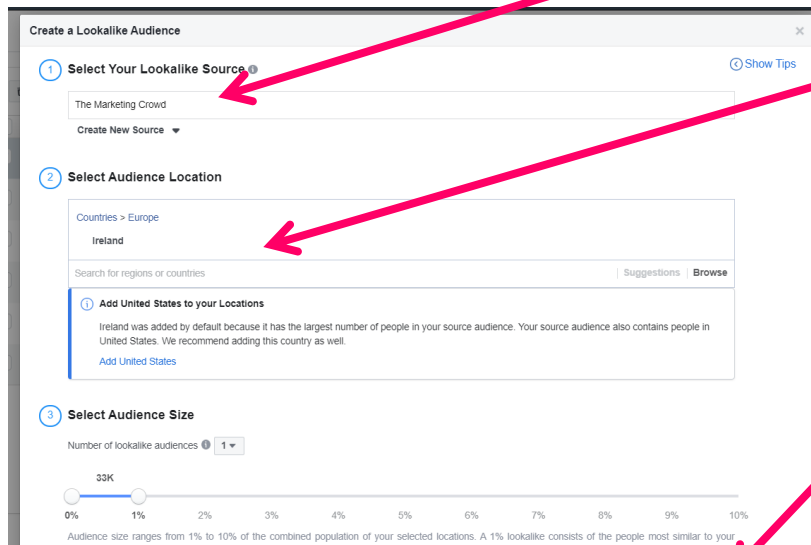 Create a Lookalike Audience
×
1 Select Your Lookalike Source
Show Tips
The Marketing Crowd
Create New Source
2 Select Audience Location
Countries > Europe
Ireland
Search for regions or countries | Suggestions | Browse
Add United States to your Locations
Ireland was added by default because it has the largest number of people in your source audience. Your source audience also contains people in
United States. We recommend adding this country as well.
Add United States
3 Select Audience Size
Number of lookalike audiences 1
33K
0% 1% 2% 3% 4% 5% 6% 7% 8% 9% 10%
Audience size ranges from 1% to 10% of the combined population of your selected locations. A 1% lookalike consists of the people most similar to your